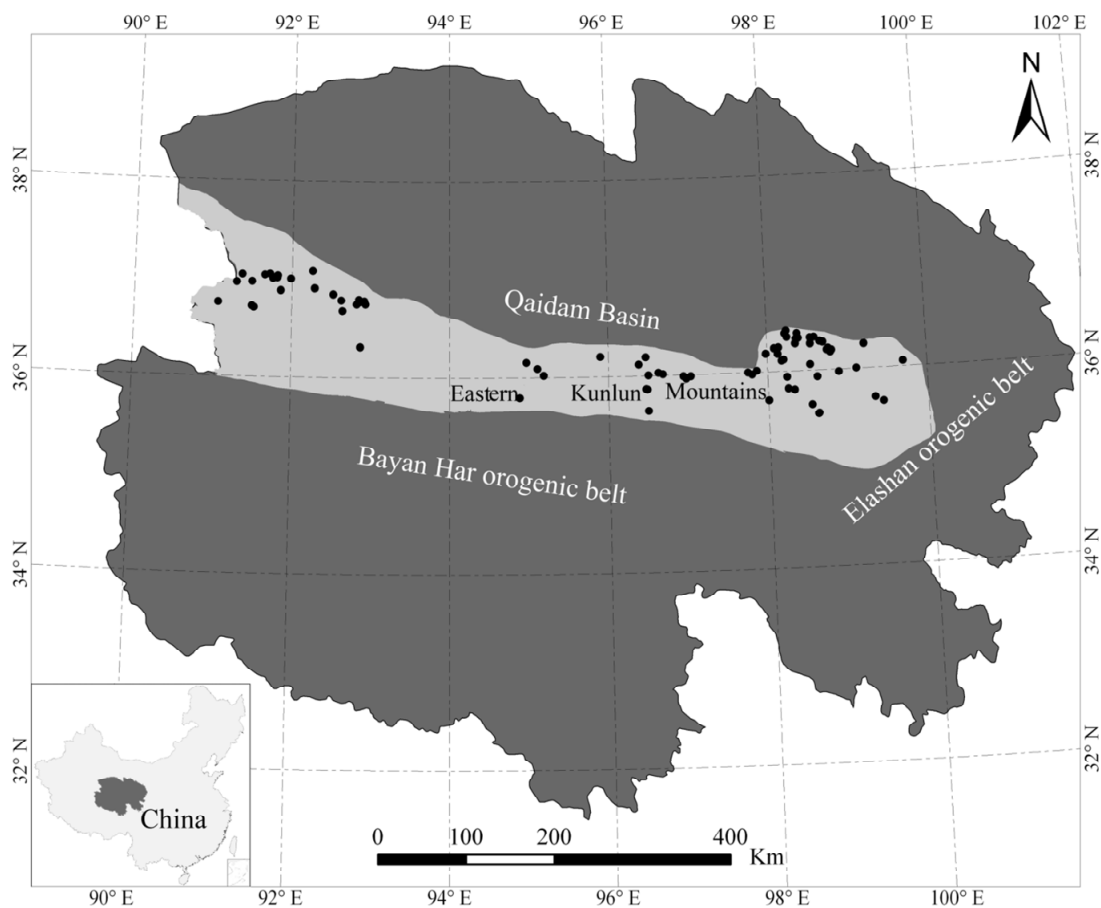 90° E 92° E 94° E 96° E 98° E 100° E 102° E
N
38° N 38° N
Qaidam Basin
36° N 36° N
Eastern Kunlun Mountains
Bayan Har orogenic belt
Elashan orogenic belt
34° N 34° N
32° N 32° N
China
0 100 200 400
Km
90° E 92° E 94° E 96° E 98° E 100° E